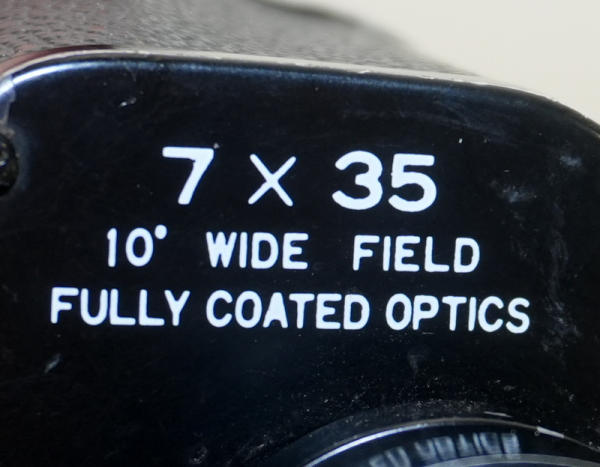 7 X 35
10° WIDE FIELD
FULLY COATED OPTICS